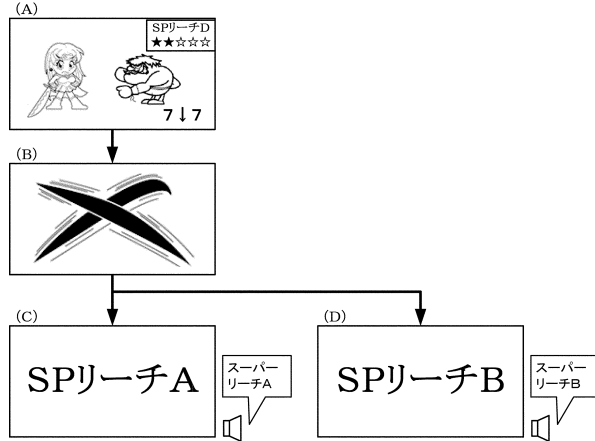 (A)
SPリーチD
★★☆☆☆
7↓7
(B)
(C)
SPリーチA
スーパー
リーチA
(D)
SPリーチB
スーパー
リーチB